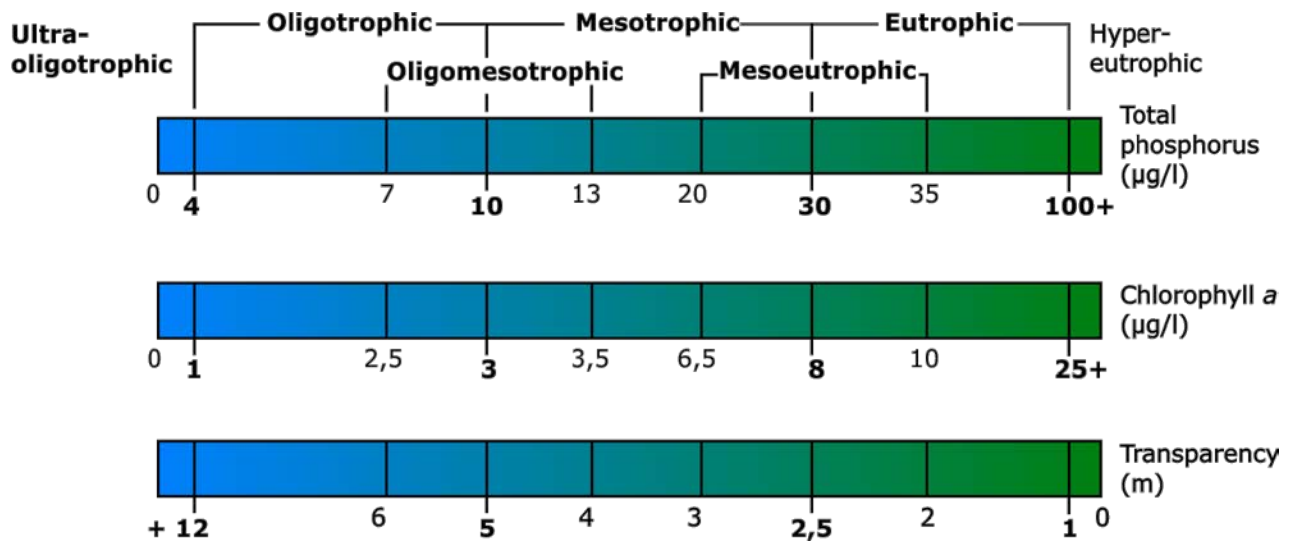 Ultra-
oligotrophic
Oligotrophic
Mesotrophic
Eutrophic
Hyper-
eutrophic
Oligomesotrophic
Mesoeutrophic
Total
phosphorus
(µg/l)
0 4 7 10 13 20 30 35 100+
Chlorophyll a
(µg/l)
0 1 2,5 3 3,5 6,5 8 10 25+
Transparency
(m)
+ 12 6 5 4 3 2,5 2 1 0